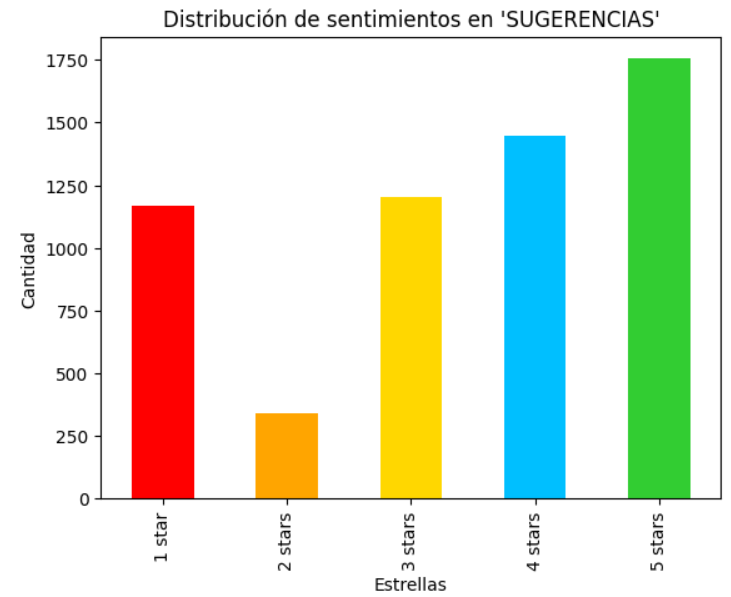 Distribución de sentimientos en 'SUGERENCIAS'
Cantidad
1750
1500
1250
1000
750
500
250
0
1 star
2 stars
3 stars
4 stars
5 stars
Estrellas